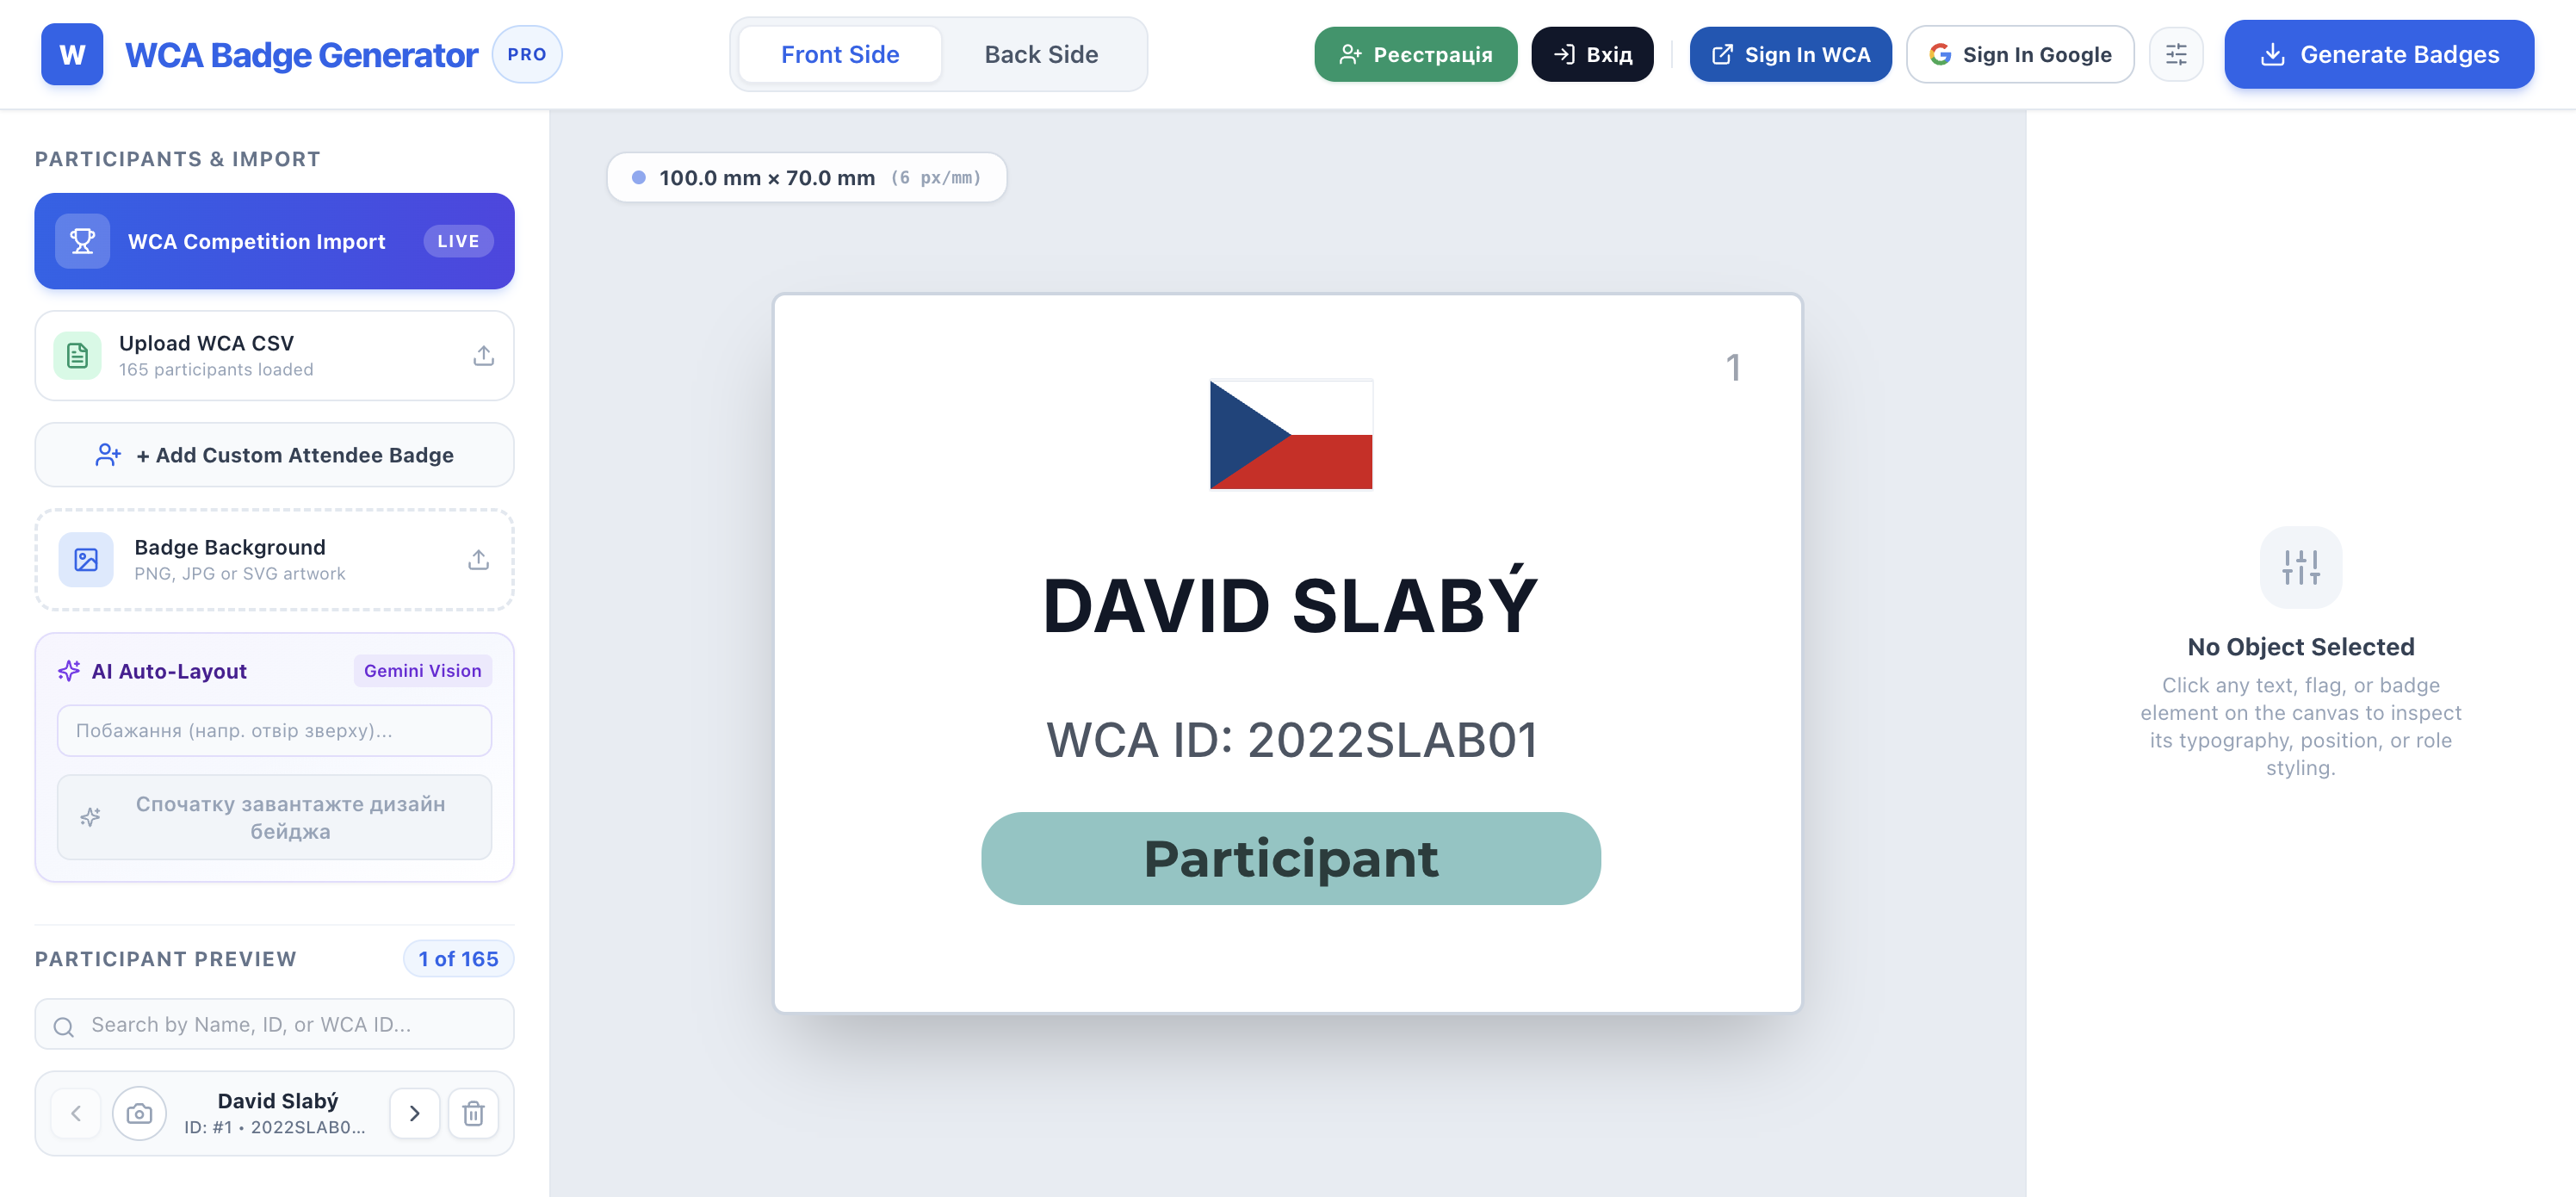 W
WCA Badge Generator
PRO
Front Side
Back Side
Реєстрація
Вхід
Sign In WCA
Sign In Google
Generate Badges
PARTICIPANTS & IMPORT
WCA Competition Import
LIVE
Upload WCA CSV
165 participants loaded
+ Add Custom Attendee Badge
Badge Background
PNG, JPG or SVG artwork
AI Auto-Layout
Gemini Vision
Побажання (напр. отвір зверху)...
Спочатку завантажте дизайн
бейджа
PARTICIPANT PREVIEW
1 of 165
Search by Name, ID, or WCA ID...
David Slabý
ID: #1 • 2022SLAB0...
100.0 mm × 70.0 mm (6 px/mm)
1
DAVID SLABÝ
WCA ID: 2022SLAB01
Participant
No Object Selected
Click any text, flag, or badge
element on the canvas to inspect
its typography, position, or role
styling.